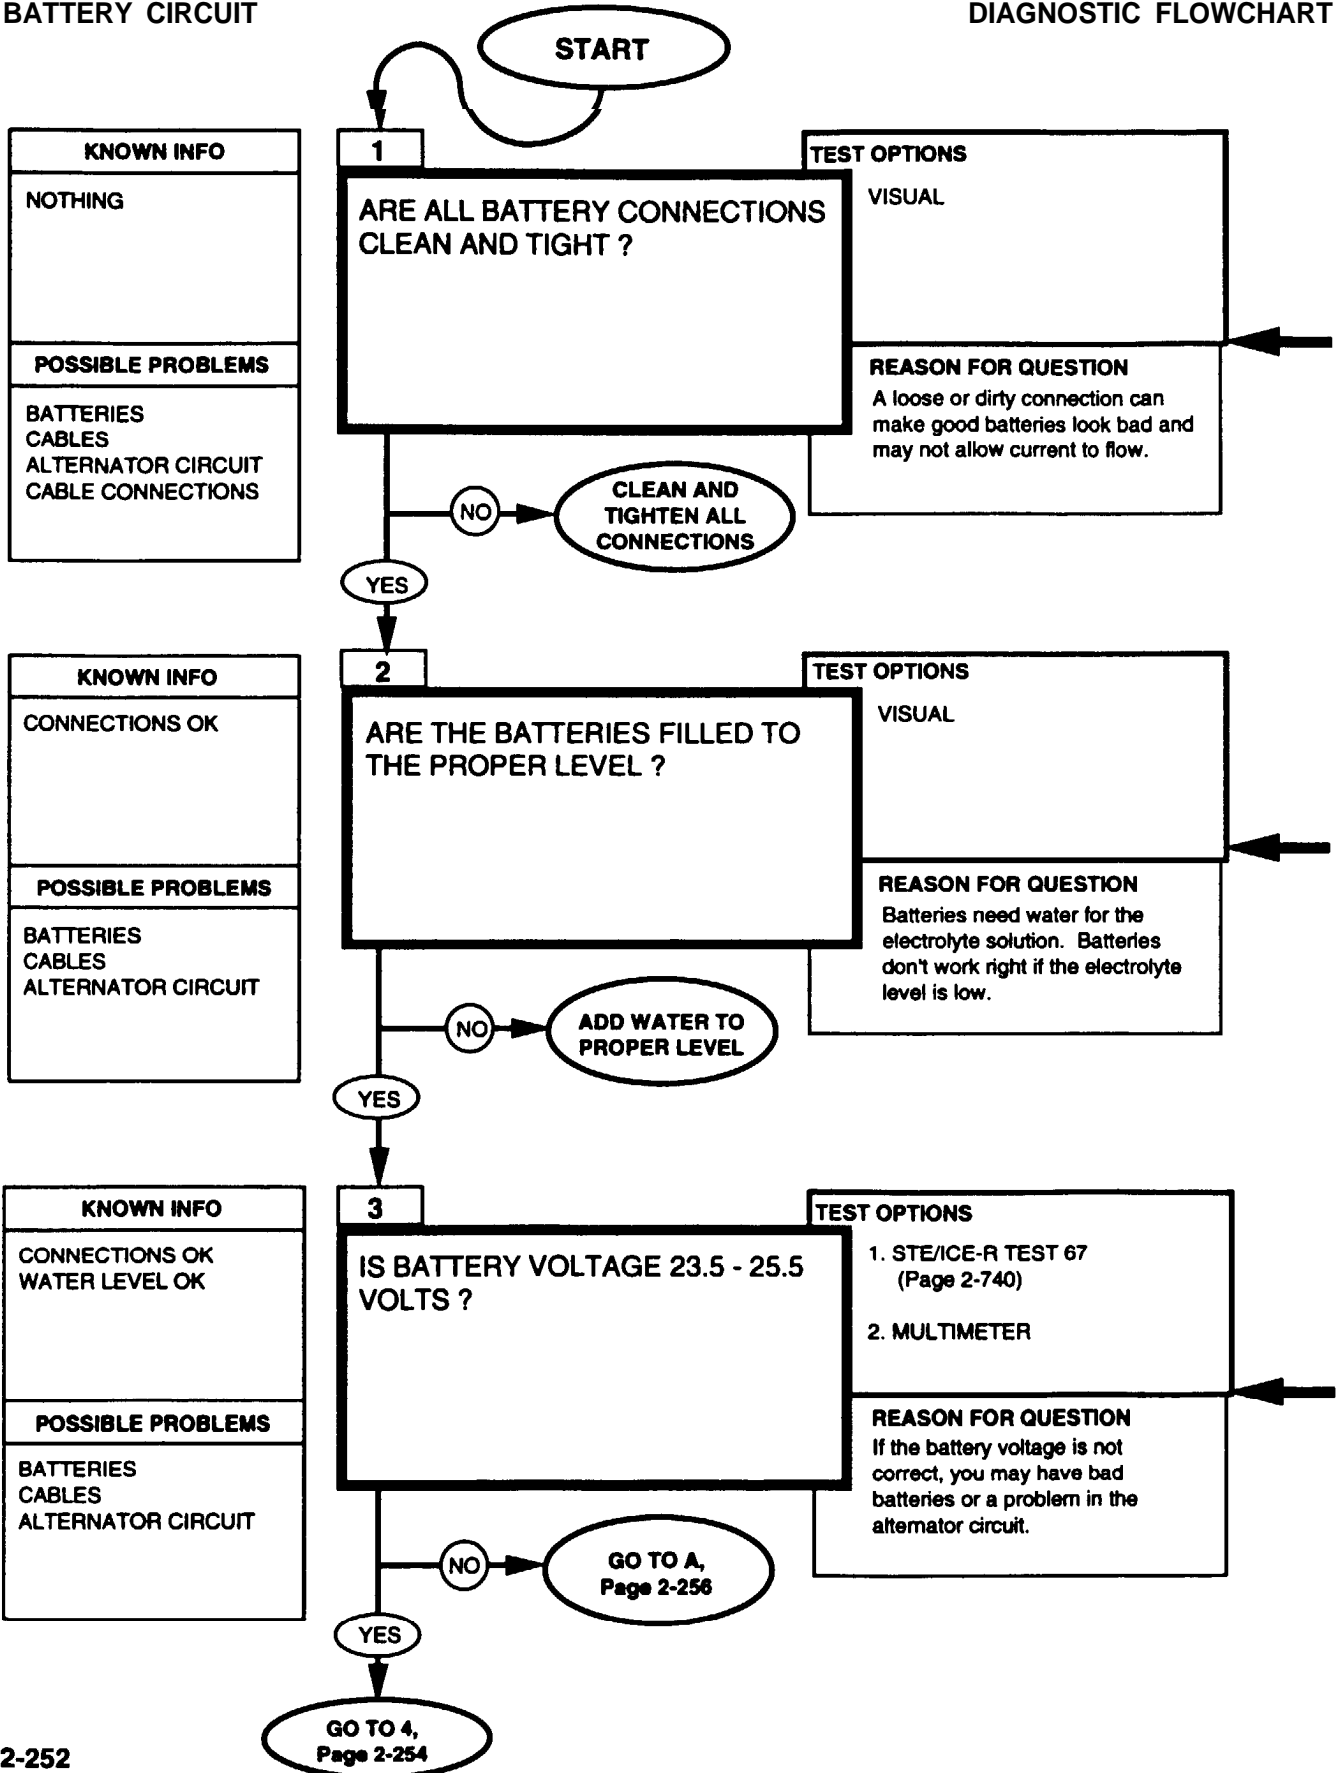 BATTERY CIRCUIT
DIAGNOSTIC FLOWCHART
START
KNOWN INFO
NOTHING
POSSIBLE PROBLEMS
BATTERIES
CABLES
ALTERNATOR CIRCUIT
CABLE CONNECTIONS
1
ARE ALL BATTERY CONNECTIONS
CLEAN AND TIGHT ?
TEST OPTIONS
VISUAL
REASON FOR QUESTION
A loose or dirty connection can
make good batteries look bad and
may not allow current to flow.
NO
CLEAN AND
TIGHTEN ALL
CONNECTIONS
YES
KNOWN INFO
CONNECTIONS OK
POSSIBLE PROBLEMS
BATTERIES
CABLES
ALTERNATOR CIRCUIT
2
ARE THE BATTERIES FILLED TO
THE PROPER LEVEL ?
TEST OPTIONS
VISUAL
REASON FOR QUESTION
Batteries need water for the
electrolyte solution. Batteries
don't work right if the electrolyte
level is low.
NO
ADD WATER TO
PROPER LEVEL
YES
KNOWN INFO
CONNECTIONS OK
WATER LEVEL OK
POSSIBLE PROBLEMS
BATTERIES
CABLES
ALTERNATOR CIRCUIT
3
IS BATTERY VOLTAGE 23.5 - 25.5
VOLTS ?
TEST OPTIONS
1. STE/ICE-R TEST 67
(Page 2-740)
2. MULTIMETER
REASON FOR QUESTION
If the battery voltage is not
correct, you may have bad
batteries or a problem in the
alternator circuit.
NO
GO TO A,
Page 2-256
YES
GO TO 4,
Page 2-254
2-252